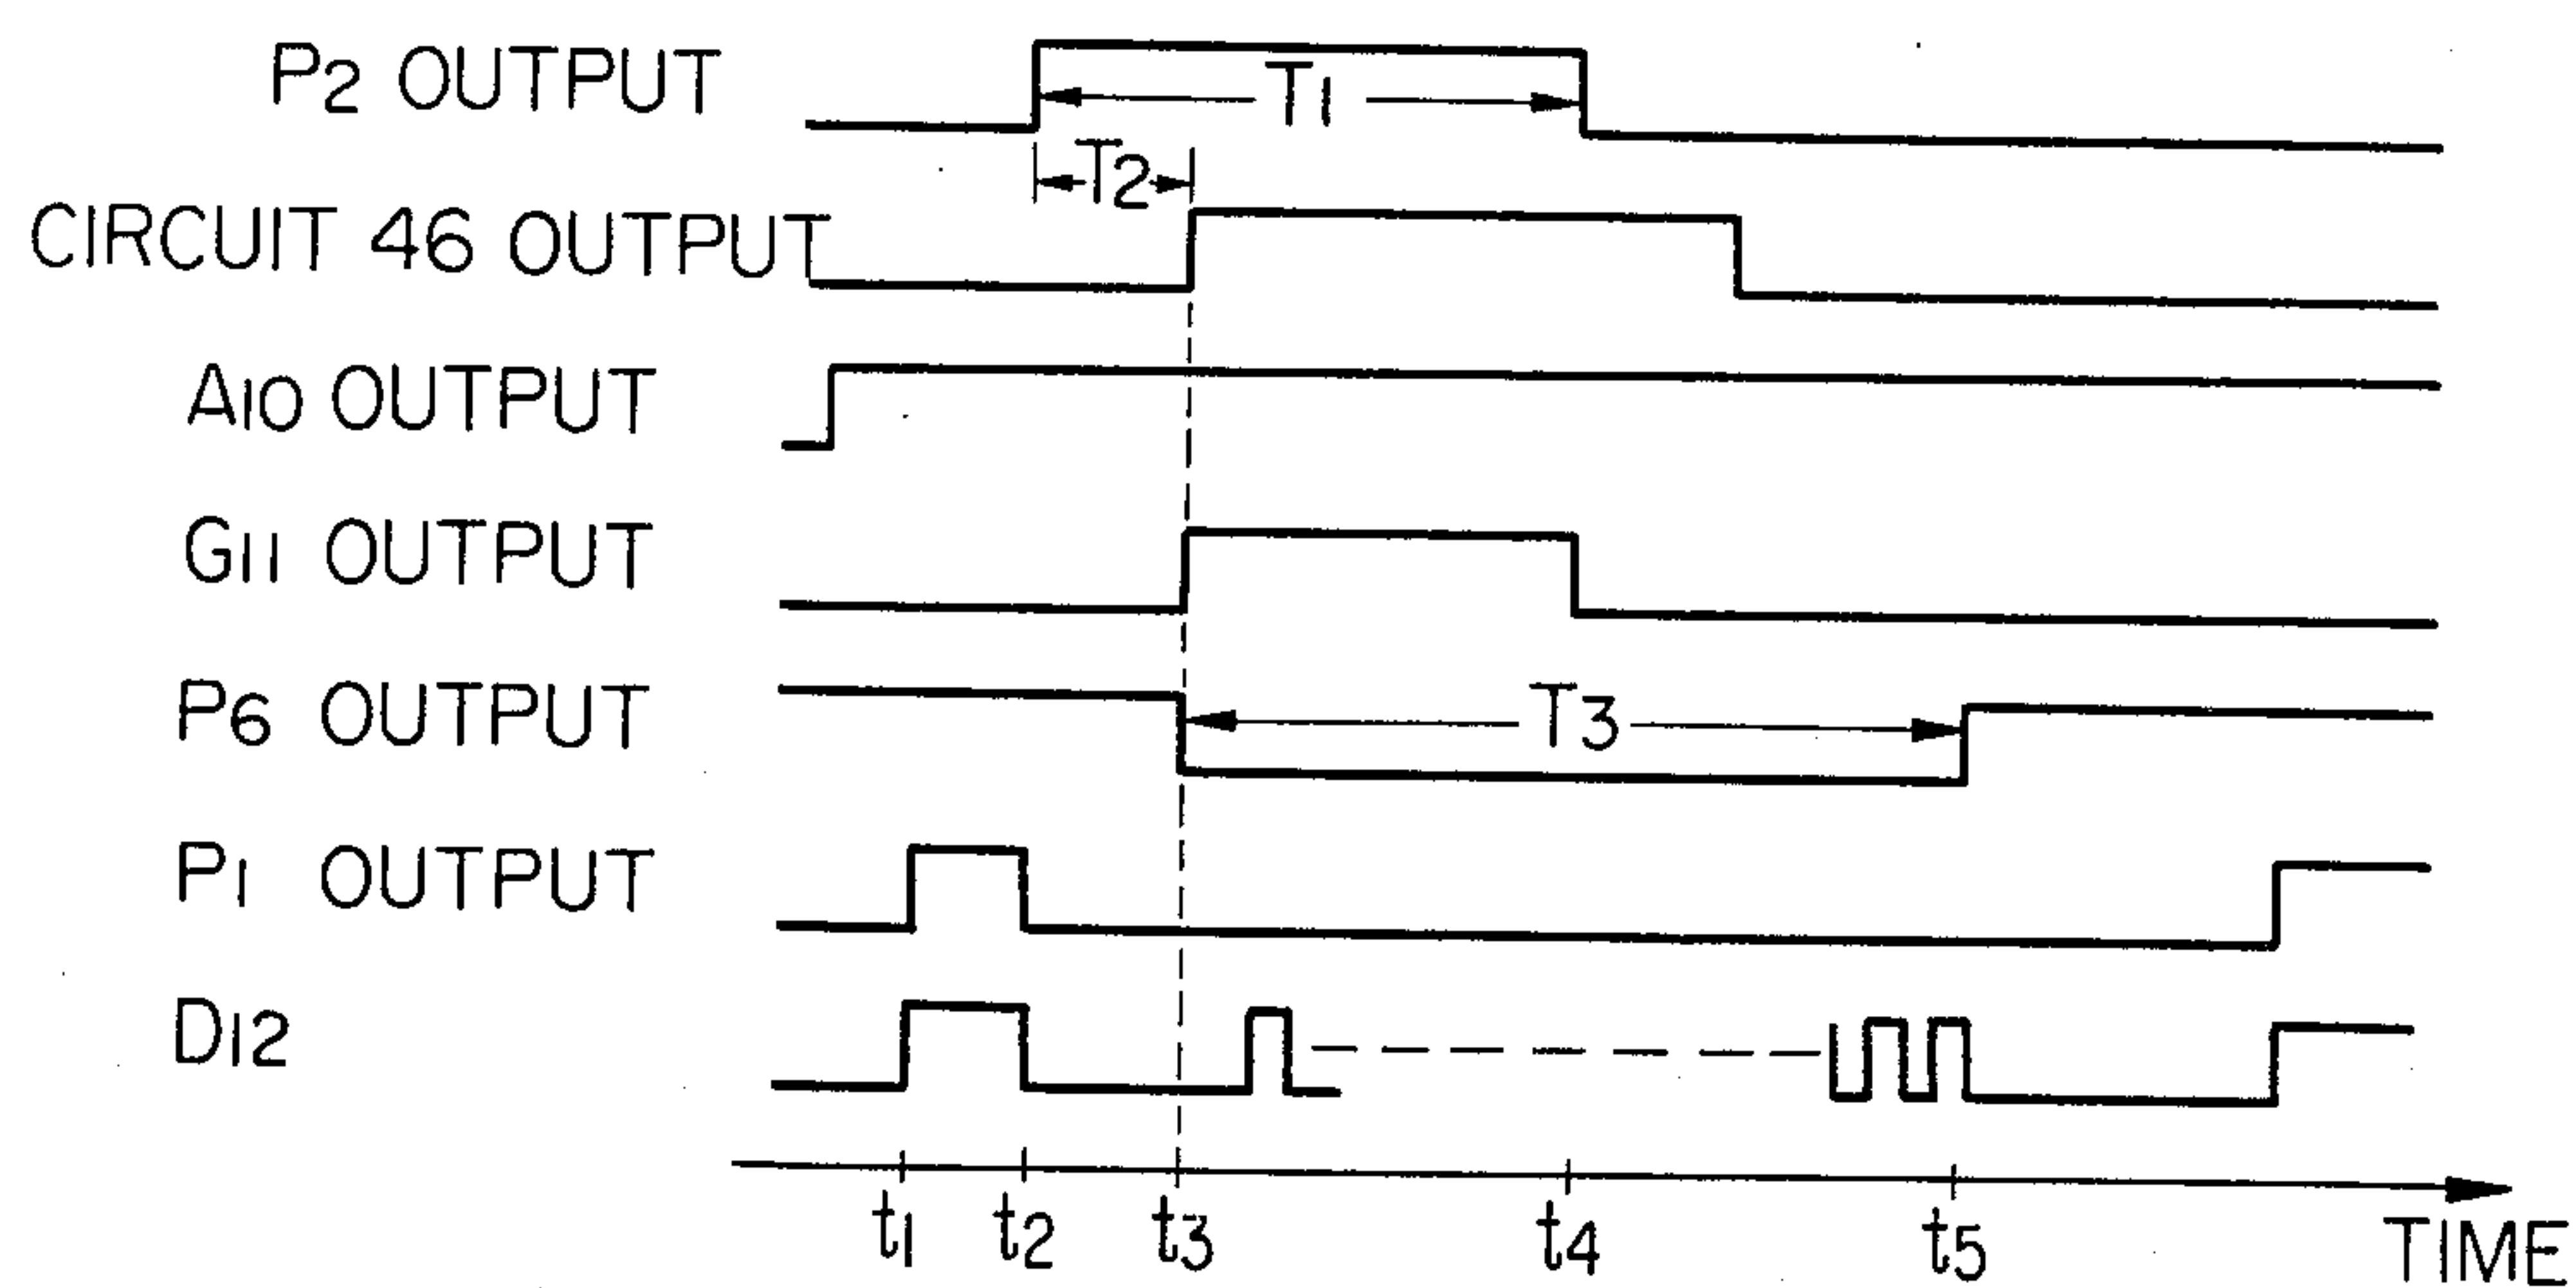 P2 OUTPUT
T1
T2
CIRCUIT 46 OUTPUT
A10 OUTPUT
G11 OUTPUT
P6 OUTPUT
T3
P1 OUTPUT
D12
t1 t2 t3 t4 t5 TIME